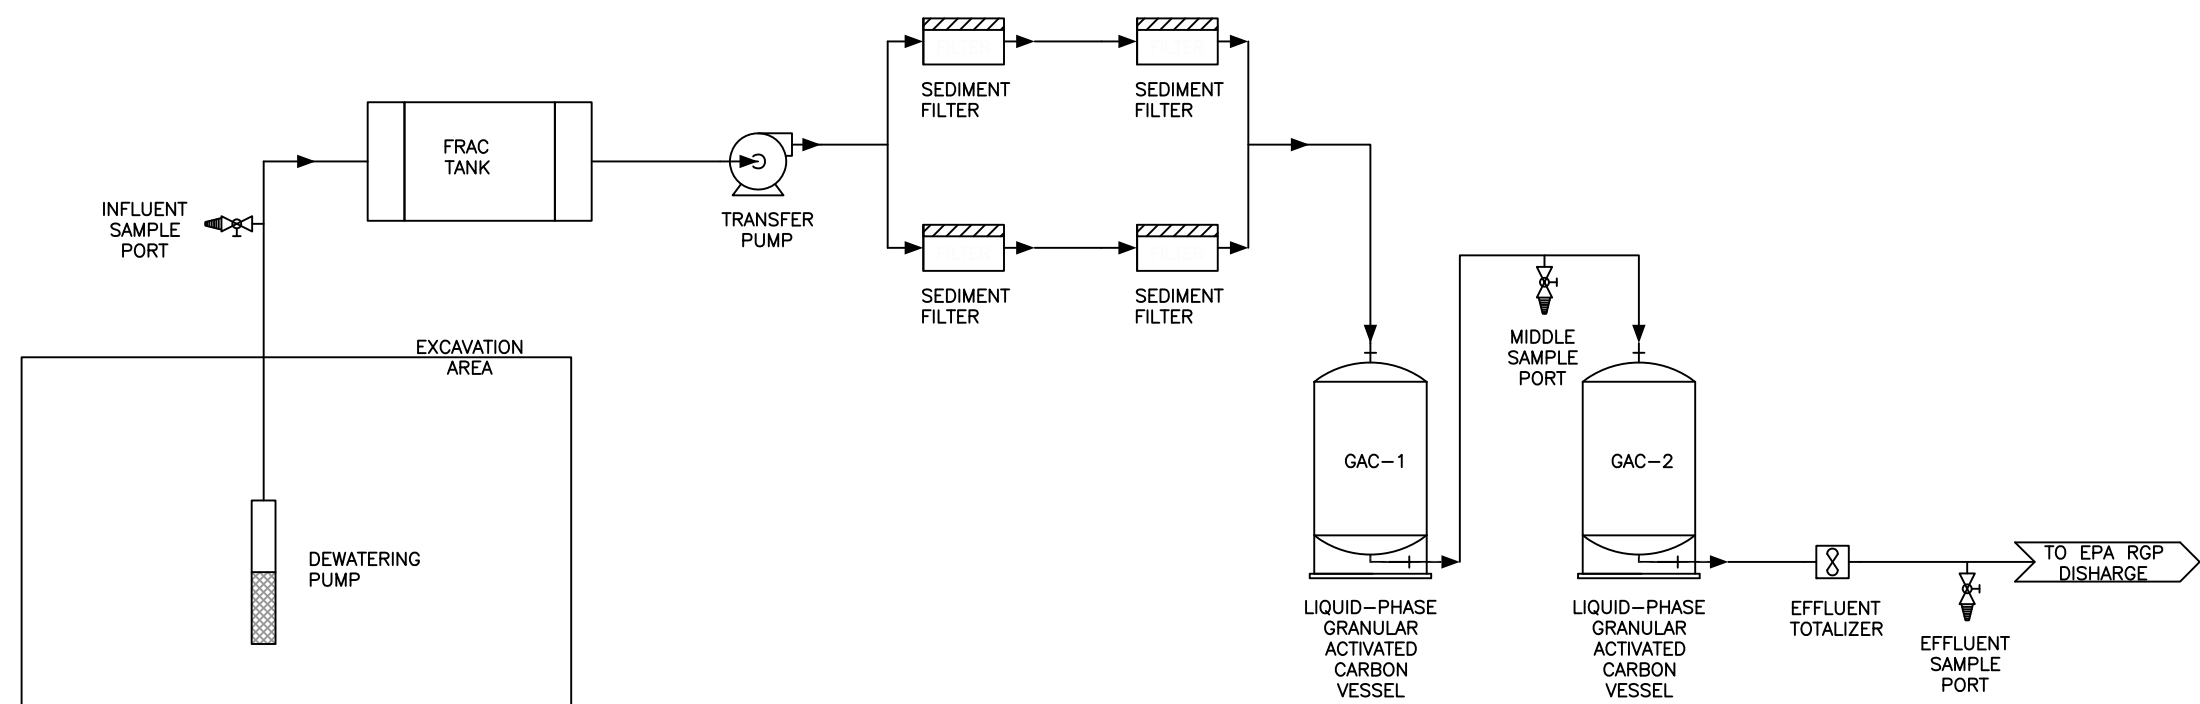 SEDIMENT
FILTER
SEDIMENT
FILTER
FRAC
TANK
INFLUENT
SAMPLE
PORT
TRANSFER
PUMP
SEDIMENT
FILTER
SEDIMENT
FILTER
EXCAVATION
AREA
MIDDLE
SAMPLE
PORT
GAC-1
GAC-2
DEWATERING
PUMP
TO EPA RGP
DISHARGE
LIQUID-PHASE
GRANULAR
ACTIVATED
CARBON
VESSEL
LIQUID-PHASE
GRANULAR
ACTIVATED
CARBON
VESSEL
EFFLUENT
TOTALIZER
EFFLUENT
SAMPLE
PORT